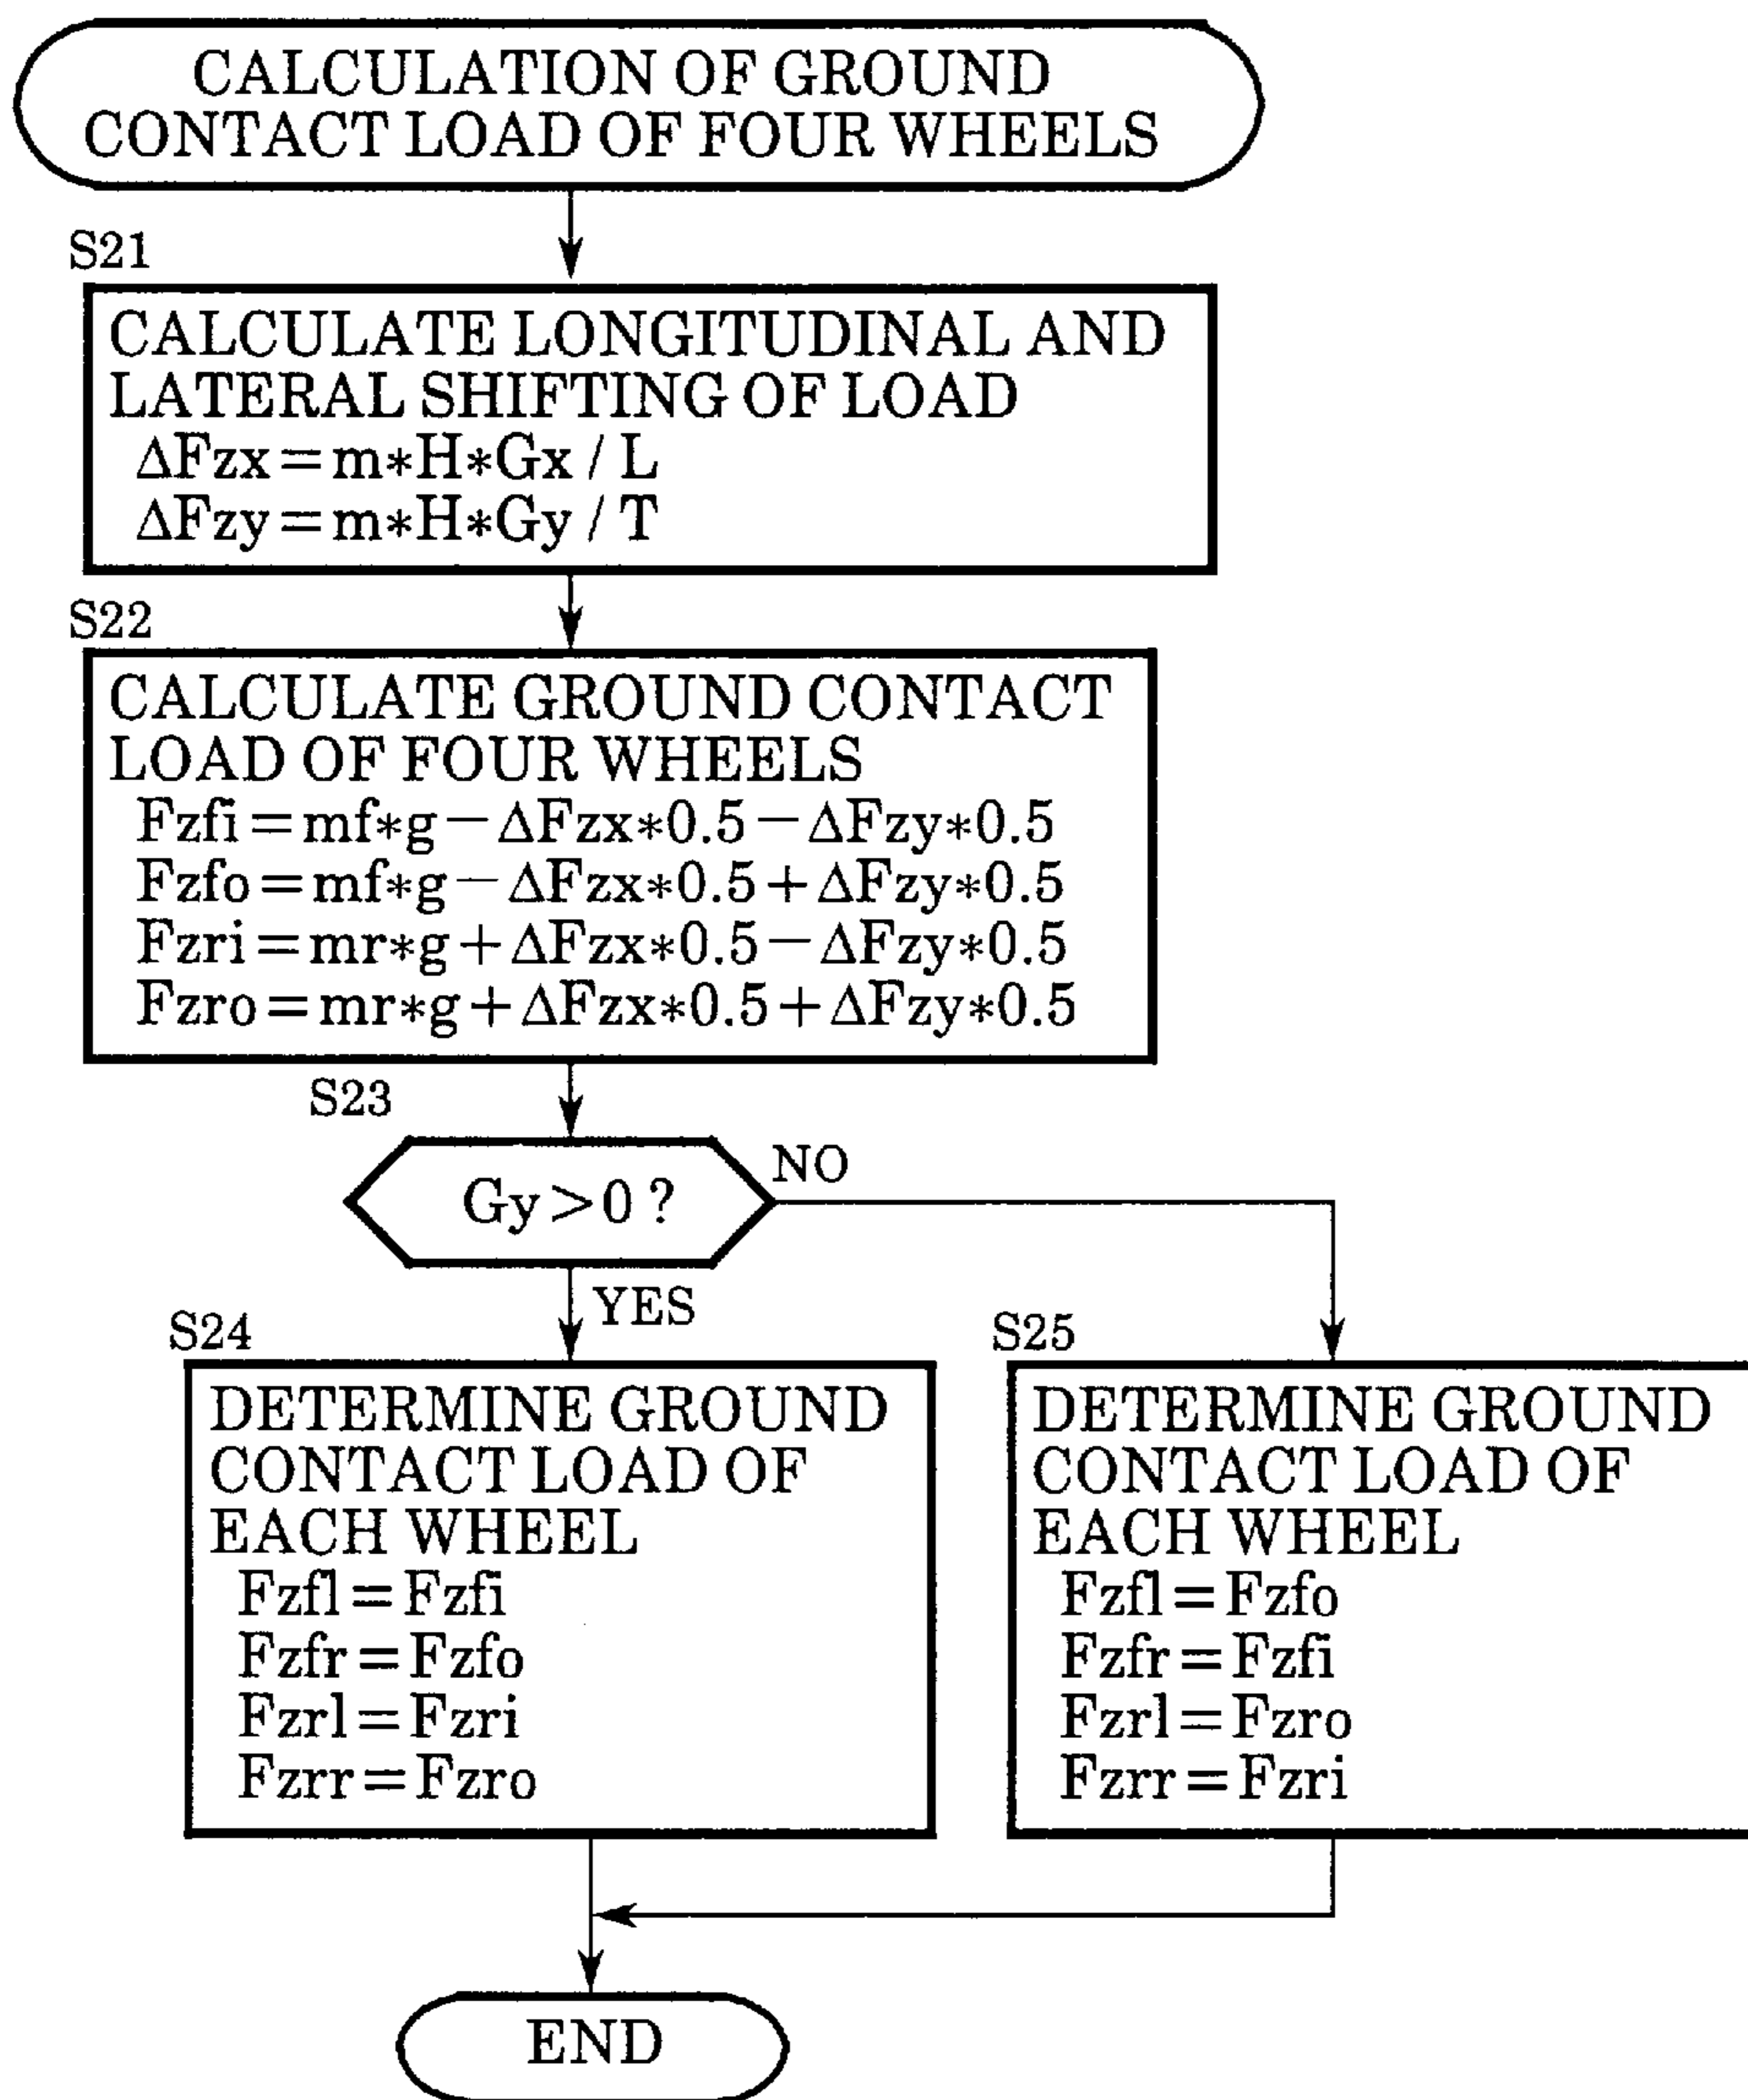 CALCULATION OF GROUND
CONTACT LOAD OF FOUR WHEELS
S21
CALCULATE LONGITUDINAL AND
LATERAL SHIFTING OF LOAD
ΔFzx=m*H*Gx / L
ΔFzy=m*H*Gy / T
S22
CALCULATE GROUND CONTACT
LOAD OF FOUR WHEELS
Fzfi=mf*g−ΔFzx*0.5−ΔFzy*0.5
Fzfo=mf*g−ΔFzx*0.5+ΔFzy*0.5
Fzri=mr*g+ΔFzx*0.5−ΔFzy*0.5
Fzro=mr*g+ΔFzx*0.5+ΔFzy*0.5
S23
Gy>0 ?
NO
YES
S24
DETERMINE GROUND
CONTACT LOAD OF
EACH WHEEL
Fzfl=Fzfi
Fzfr=Fzfo
Fzrl=Fzri
Fzrr=Fzro
S25
DETERMINE GROUND
CONTACT LOAD OF
EACH WHEEL
Fzfl=Fzfo
Fzfr=Fzfi
Fzrl=Fzro
Fzrr=Fzri
END